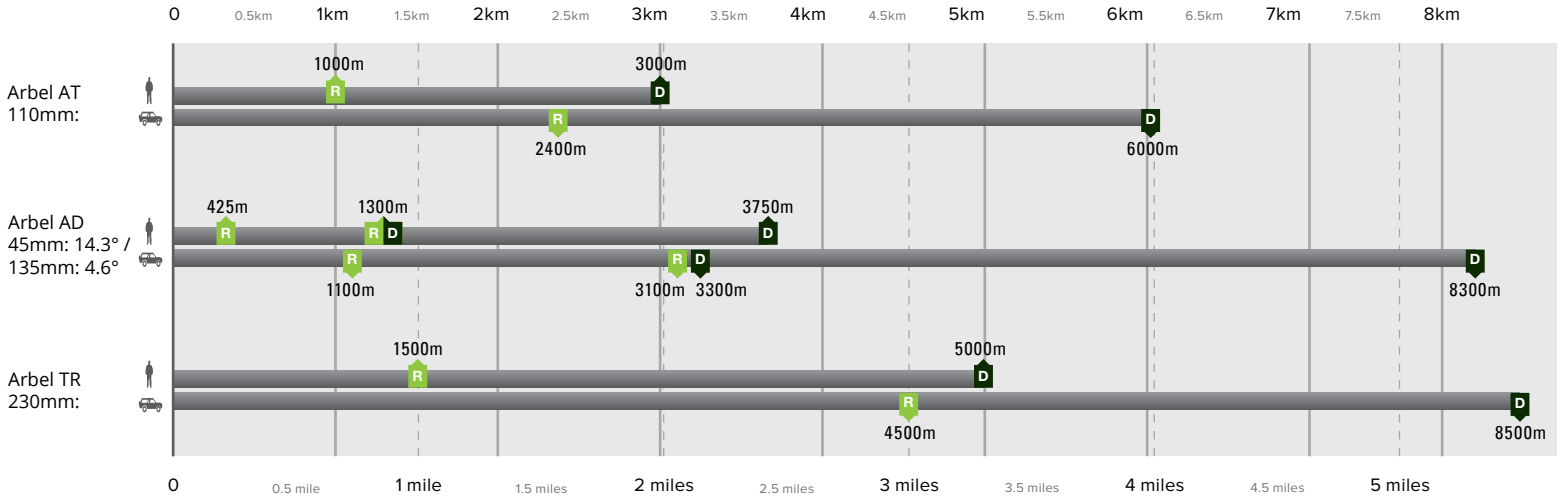 0 0.5km 1km 1.5km 2km 2.5km 3km 3.5km 4km 4.5km 5km 5.5km 6km 6.5km 7km 7.5km 8km
1000m 3000m
Arbel AT
110mm:
R D
R D
2400m 6000m
425m 1300m 3750m
Arbel AD
45mm: 14.3° /
135mm: 4.6°
R R D D
R R D D
1100m 3100m 3300m 8300m
1500m 5000m
Arbel TR
230mm:
R D
R D
4500m 8500m
0 0.5 mile 1 mile 1.5 miles 2 miles 2.5 miles 3 miles 3.5 miles 4 miles 4.5 miles 5 miles